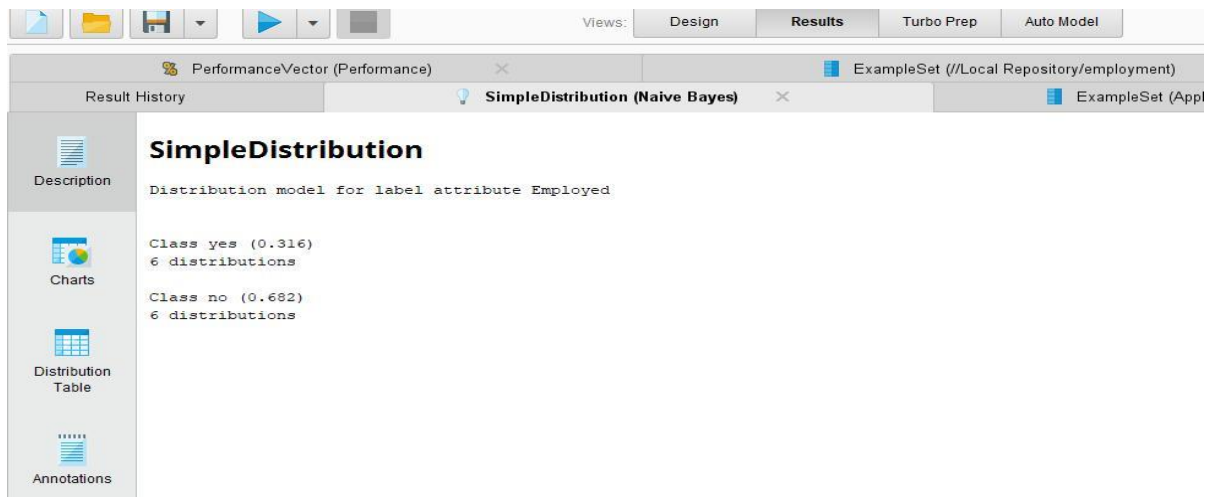 Views: Design Results Turbo Prep Auto Model
PerformanceVector (Performance) ExampleSet (//Local Repository/employment)
Result History SimpleDistribution (Naive Bayes) ExampleSet (Appl
Description
SimpleDistribution
Distribution model for label attribute Employed
Class yes (0.316)
6 distributions
Class no (0.682)
6 distributions
Charts
Distribution
Table
Annotations